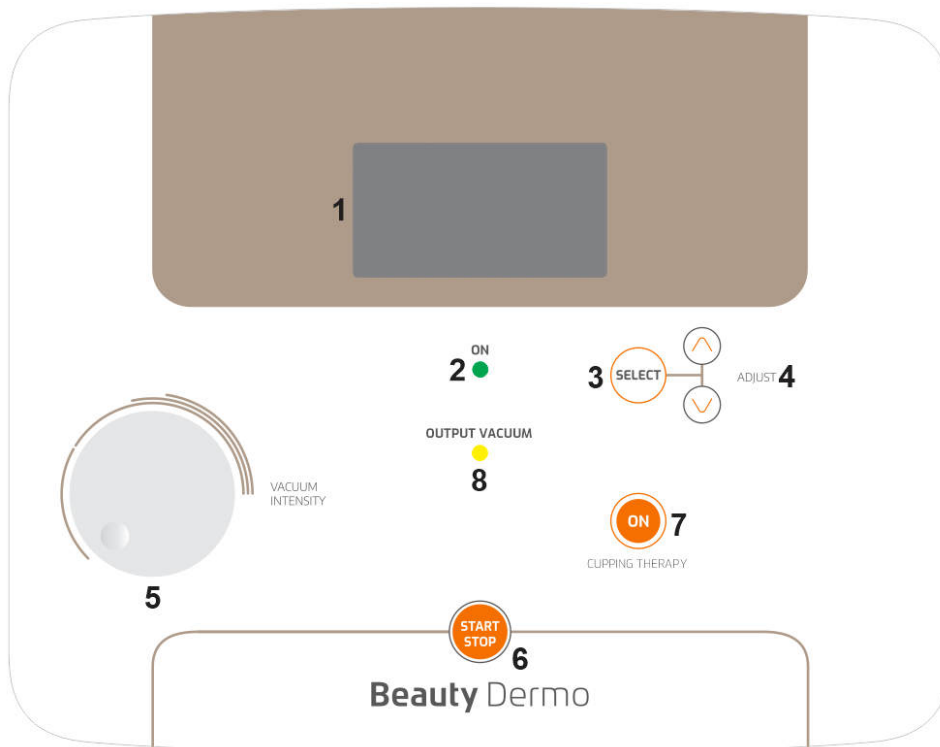 1
ON
2
3
SELECT
ADJUST 4
OUTPUT VACUUM
8
VACUUM
INTENSITY
5
ON
7
CUPPING THERAPY
START
STOP
6
Beauty Dermo